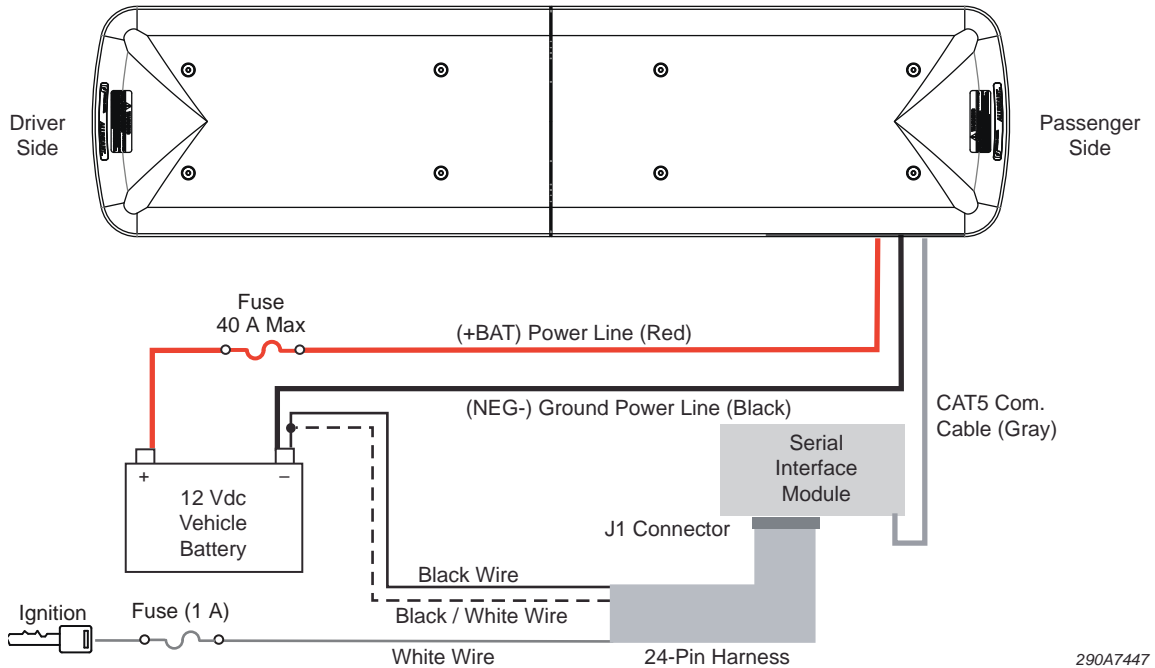 Driver
Side
Passenger
Side
Fuse
40 A Max
(+BAT) Power Line (Red)
(NEG-) Ground Power Line (Black)
CAT5 Com.
Cable (Gray)
Serial
Interface
Module
+
–
12 Vdc
Vehicle
Battery
J1 Connector
Black Wire
Black / White Wire
Ignition
Fuse (1 A)
White Wire
24-Pin Harness
290A7447